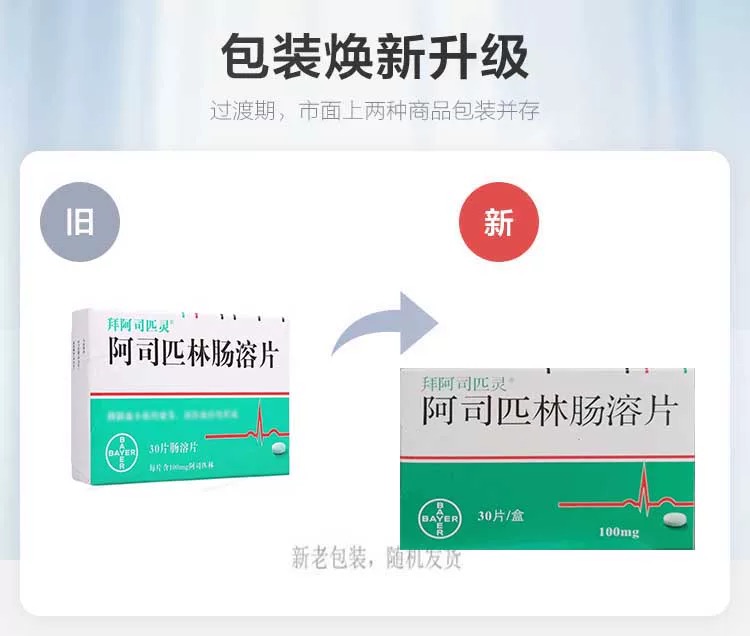 包装焕新升级
过渡期，市面上两种商品包装并存
旧
新
拜阿司匹灵®
阿司匹林肠溶片
BAYER
BAYER
30片肠溶片
每片含100mg阿司匹林
拜阿司匹灵®
阿司匹林肠溶片
BAYER
BAYER
30片/盒
100mg
新老包装，随机发货